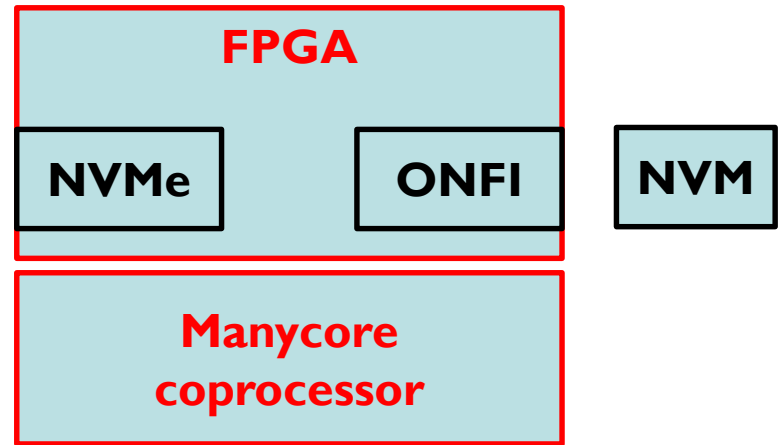 FPGA
NVMe
ONFI
NVM
Manycore
coprocessor